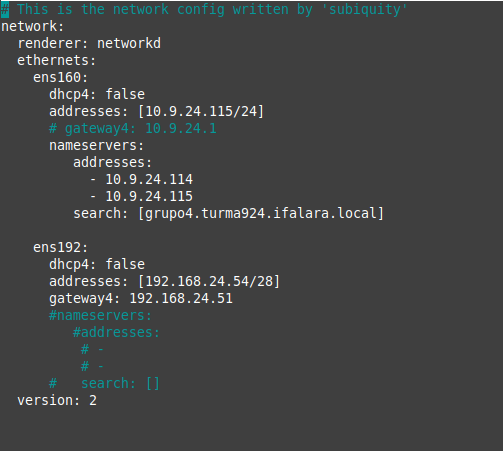 # This is the network config written by 'subiquity'
network:
  renderer: networkd
  ethernets:
    ens160:
      dhcp4: false
      addresses: [10.9.24.115/24]
      # gateway4: 10.9.24.1
      nameservers:
         addresses:
           - 10.9.24.114
           - 10.9.24.115
         search: [grupo4.turma924.ifalara.local]

    ens192:
      dhcp4: false
      addresses: [192.168.24.54/28]
      gateway4: 192.168.24.51
      #nameservers:
         #addresses:
          # -
          # -
      #   search: []
  version: 2